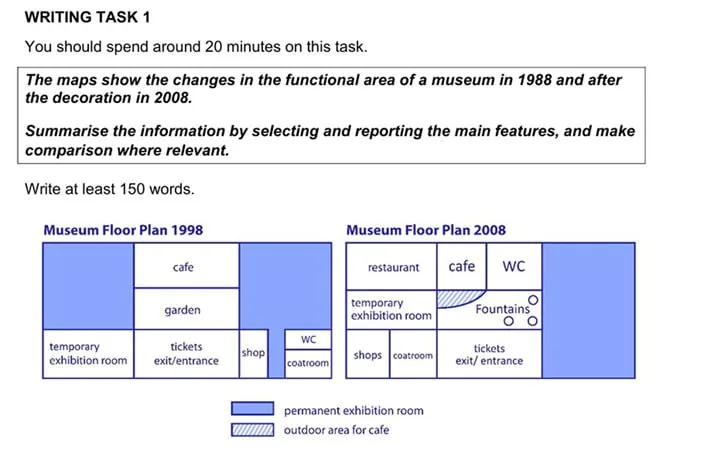 WRITING TASK 1
You should spend around 20 minutes on this task.
The maps show the changes in the functional area of a museum in 1988 and after
the decoration in 2008.
Summarise the information by selecting and reporting the main features, and make
comparison where relevant.
Write at least 150 words.
Museum Floor Plan 1998
cafe
garden
temporary
exhibition room
tickets
exit/entrance
shop
WC
coatroom
Museum Floor Plan 2008
restaurant
cafe
WC
temporary
exhibition room
Fountains
shops
coatroom
tickets
exit/ entrance
permanent exhibition room
outdoor area for cafe